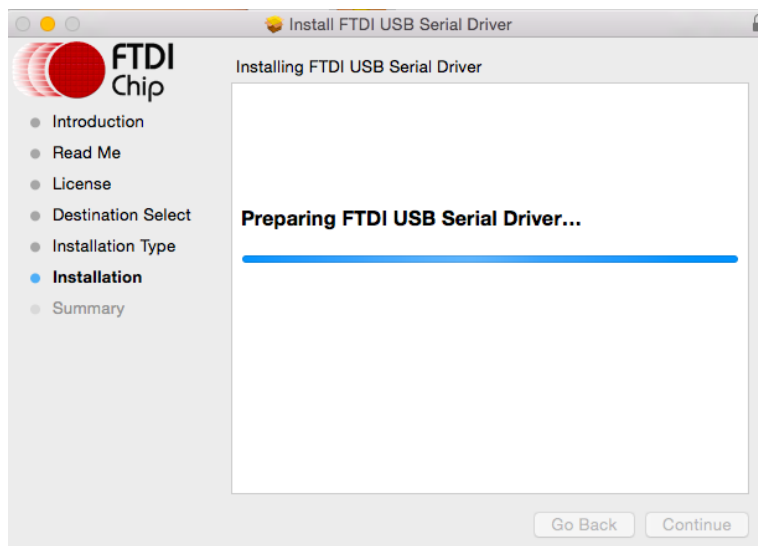 Install FTDI USB Serial Driver
FTDI
Chip
Installing FTDI USB Serial Driver
Introduction
Read Me
License
Destination Select
Installation Type
Installation
Summary
Preparing FTDI USB Serial Driver...
Go Back
Continue